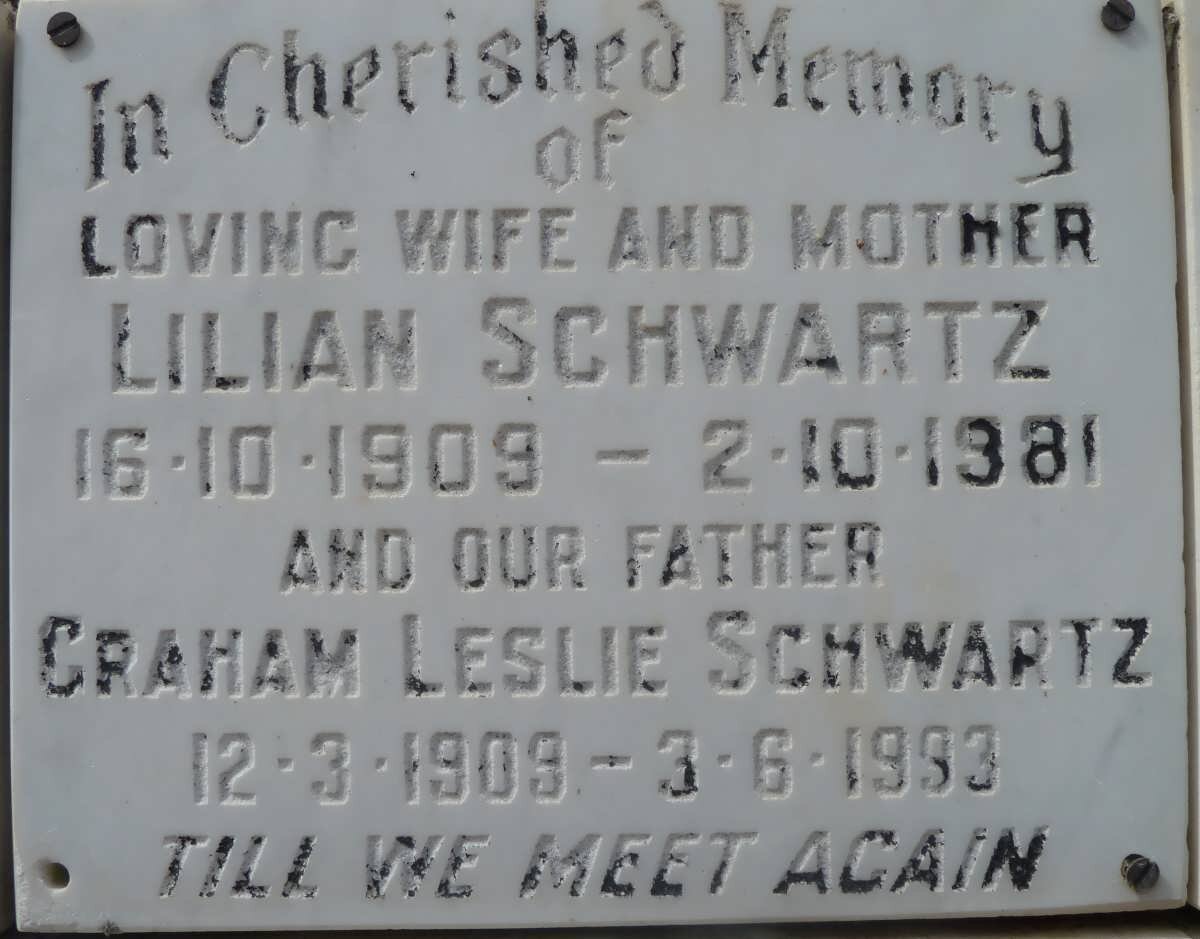 In Cherished Memory
of
LOVING WIFE AND MOTHER
LILIAN SCHWARTZ
16·10·1909 – 2·10·1981
AND OUR FATHER
GRAHAM LESLIE SCHWARTZ
12·3·1909 – 3·6·1993
TILL WE MEET AGAIN